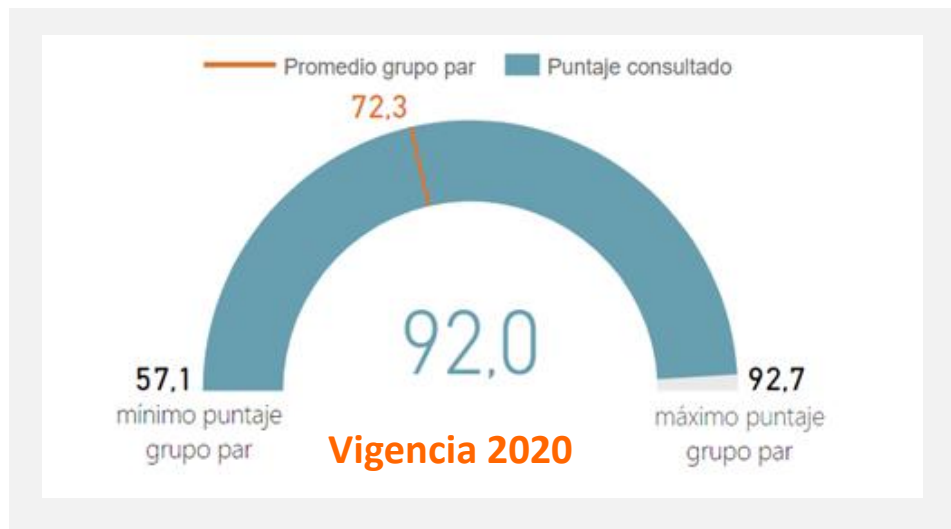 Promedio grupo par Puntaje consultado
72,3
92,0
57,1
mínimo puntaje
grupo par
92,7
máximo puntaje
grupo par
Vigencia 2020